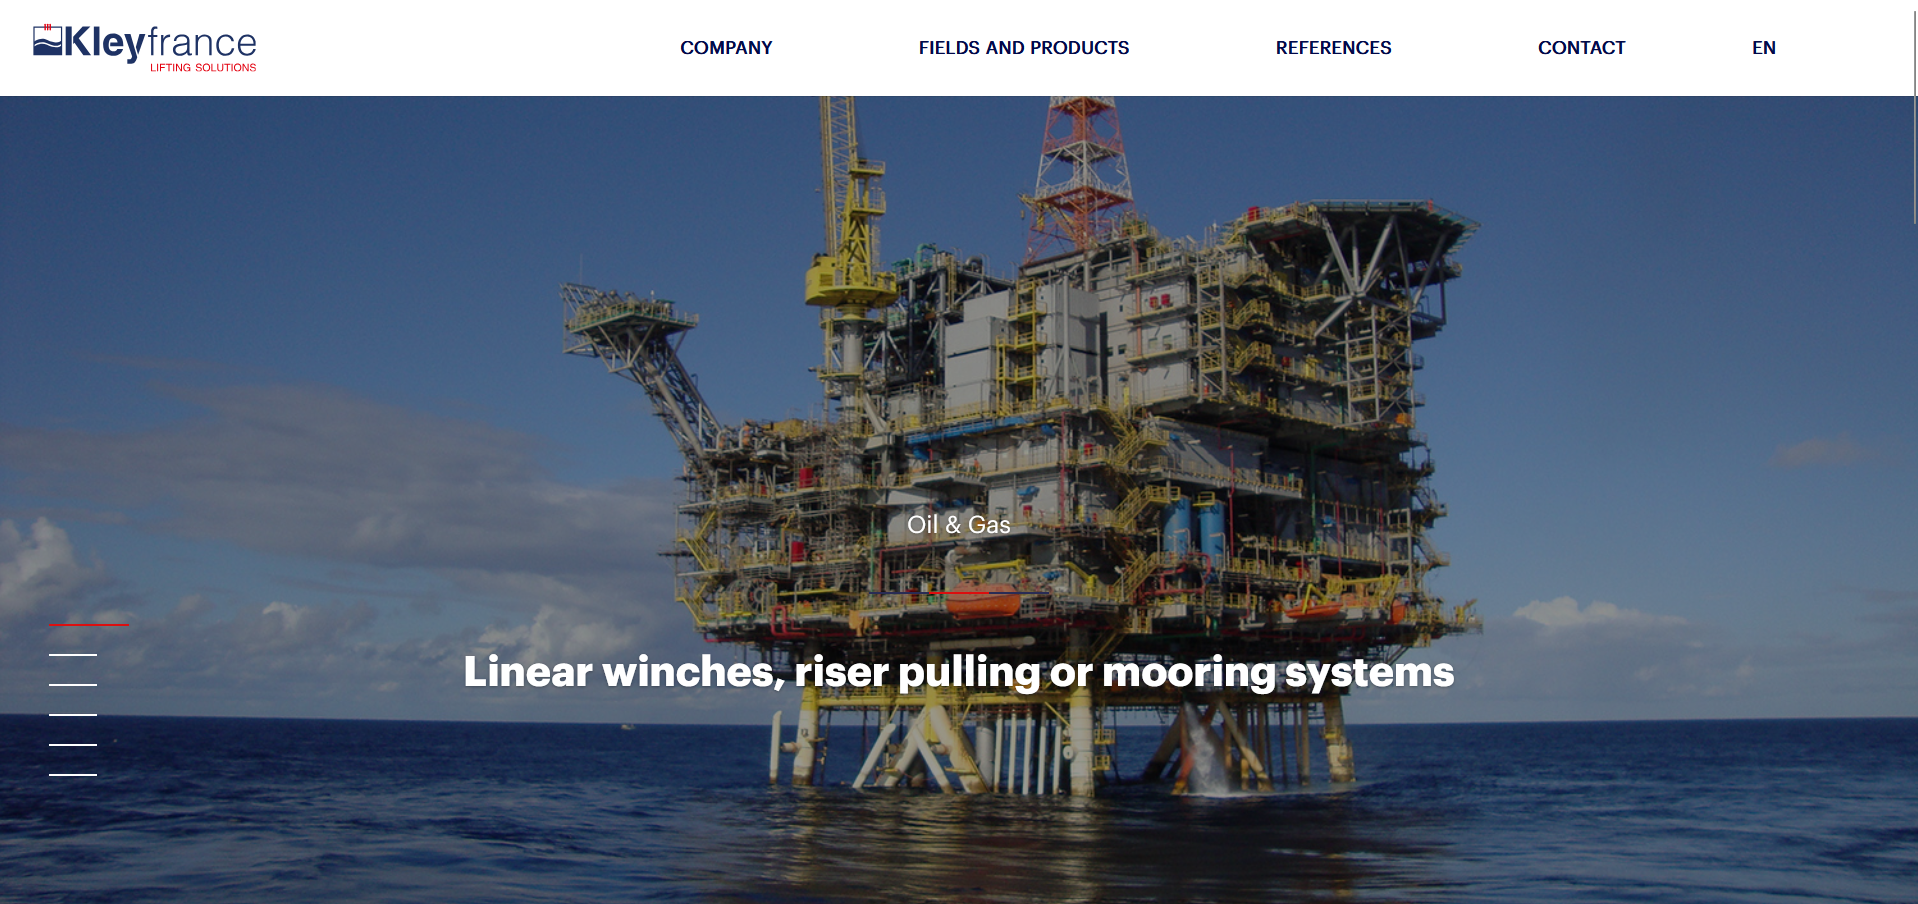 Kleyfrance
LIFTING SOLUTIONS
COMPANY
FIELDS AND PRODUCTS
REFERENCES
CONTACT
EN
Oil & Gas
Linear winches, riser pulling or mooring systems